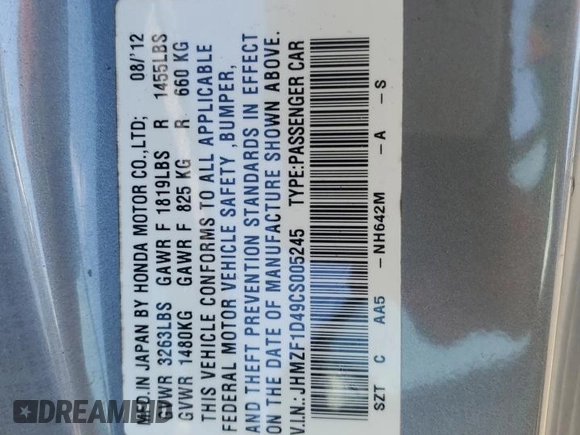 MFD.IN JAPAN BY HONDA MOTOR CO.,LTD; 08/'12
GVWR 3263LBS GAWR F 1819LBS R 1455LBS
GVWR 1480KG GAWR F 825 KG R 660 KG
THIS VEHICLE CONFORMS TO ALL APPLICABLE
FEDERAL MOTOR VEHICLE SAFETY ,BUMPER,
AND THEFT PREVENTION STANDARDS IN EFFECT
ON THE DATE OF MANUFACTURE SHOWN ABOVE.
V.I.N.: JHMZF1D49CS005245 TYPE:PASSENGER CAR
SZT C AA5 -NH642M -A -S
DREAMBID